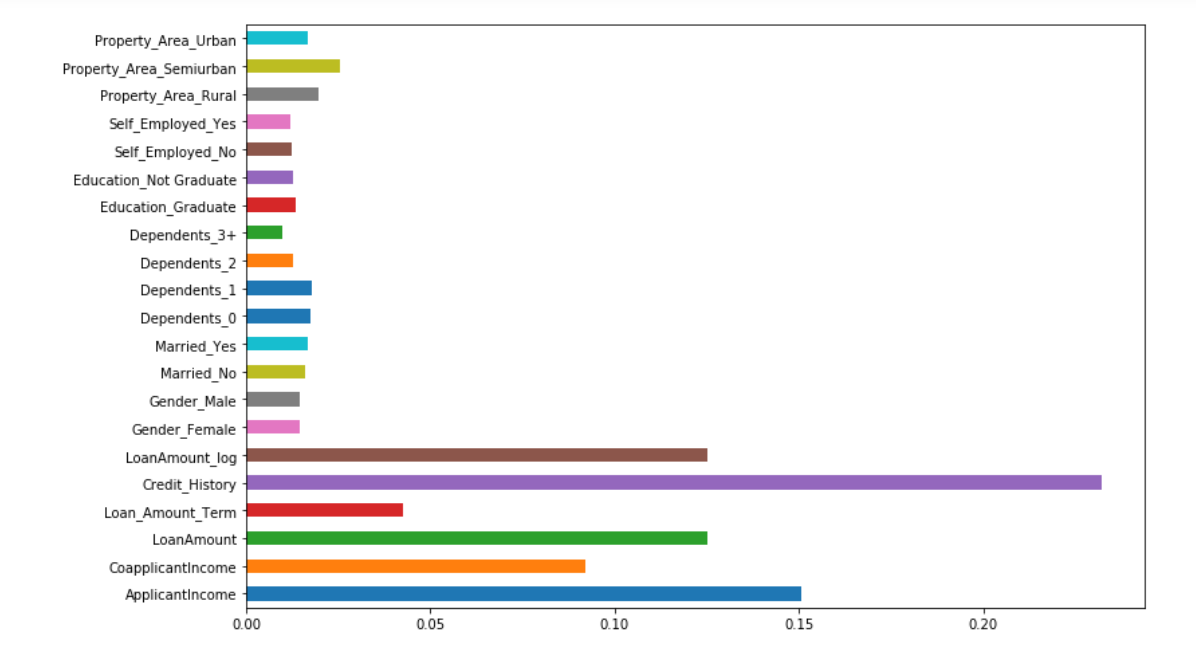 Property_Area_Urban
Property_Area_Semiurban
Property_Area_Rural
Self_Employed_Yes
Self_Employed_No
Education_Not Graduate
Education_Graduate
Dependents_3+
Dependents_2
Dependents_1
Dependents_0
Married_Yes
Married_No
Gender_Male
Gender_Female
LoanAmount_log
Credit_History
Loan_Amount_Term
LoanAmount
CoapplicantIncome
ApplicantIncome
0.00 0.05 0.10 0.15 0.20